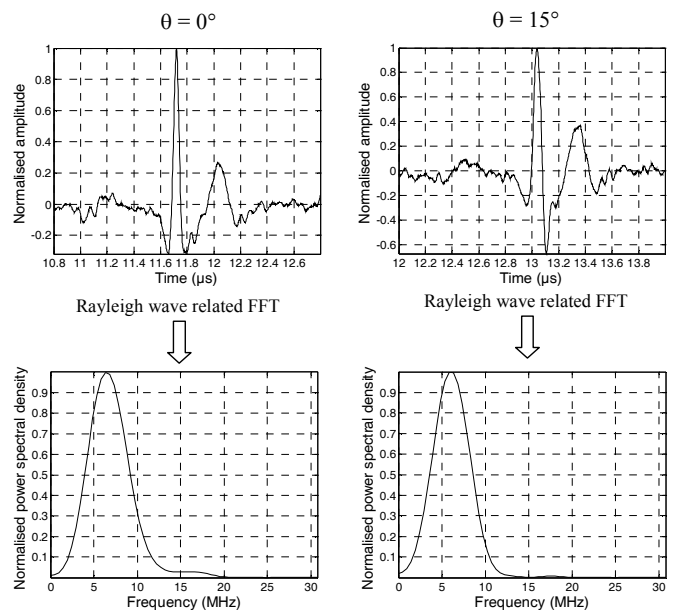 θ = 0°
θ = 15°
Normalised amplitude
1
0.8
0.6
0.4
0.2
0
-0.2
10.8 11 11.2 11.4 11.6 11.8 12 12.2 12.4 12.6
Time (µs)
Normalised amplitude
1
0.8
0.6
0.4
0.2
0
-0.2
-0.4
-0.6
12 12.2 12.4 12.6 12.8 13 13.2 13.4 13.6 13.8
Time (µs)
Rayleigh wave related FFT
Rayleigh wave related FFT
Normalised power spectral density
0.9
0.8
0.7
0.6
0.5
0.4
0.3
0.2
0.1
0 5 10 15 20 25 30
Frequency (MHz)
Normalised power spectral density
0.9
0.8
0.7
0.6
0.5
0.4
0.3
0.2
0.1
0 5 10 15 20 25 30
Frequency (MHz)